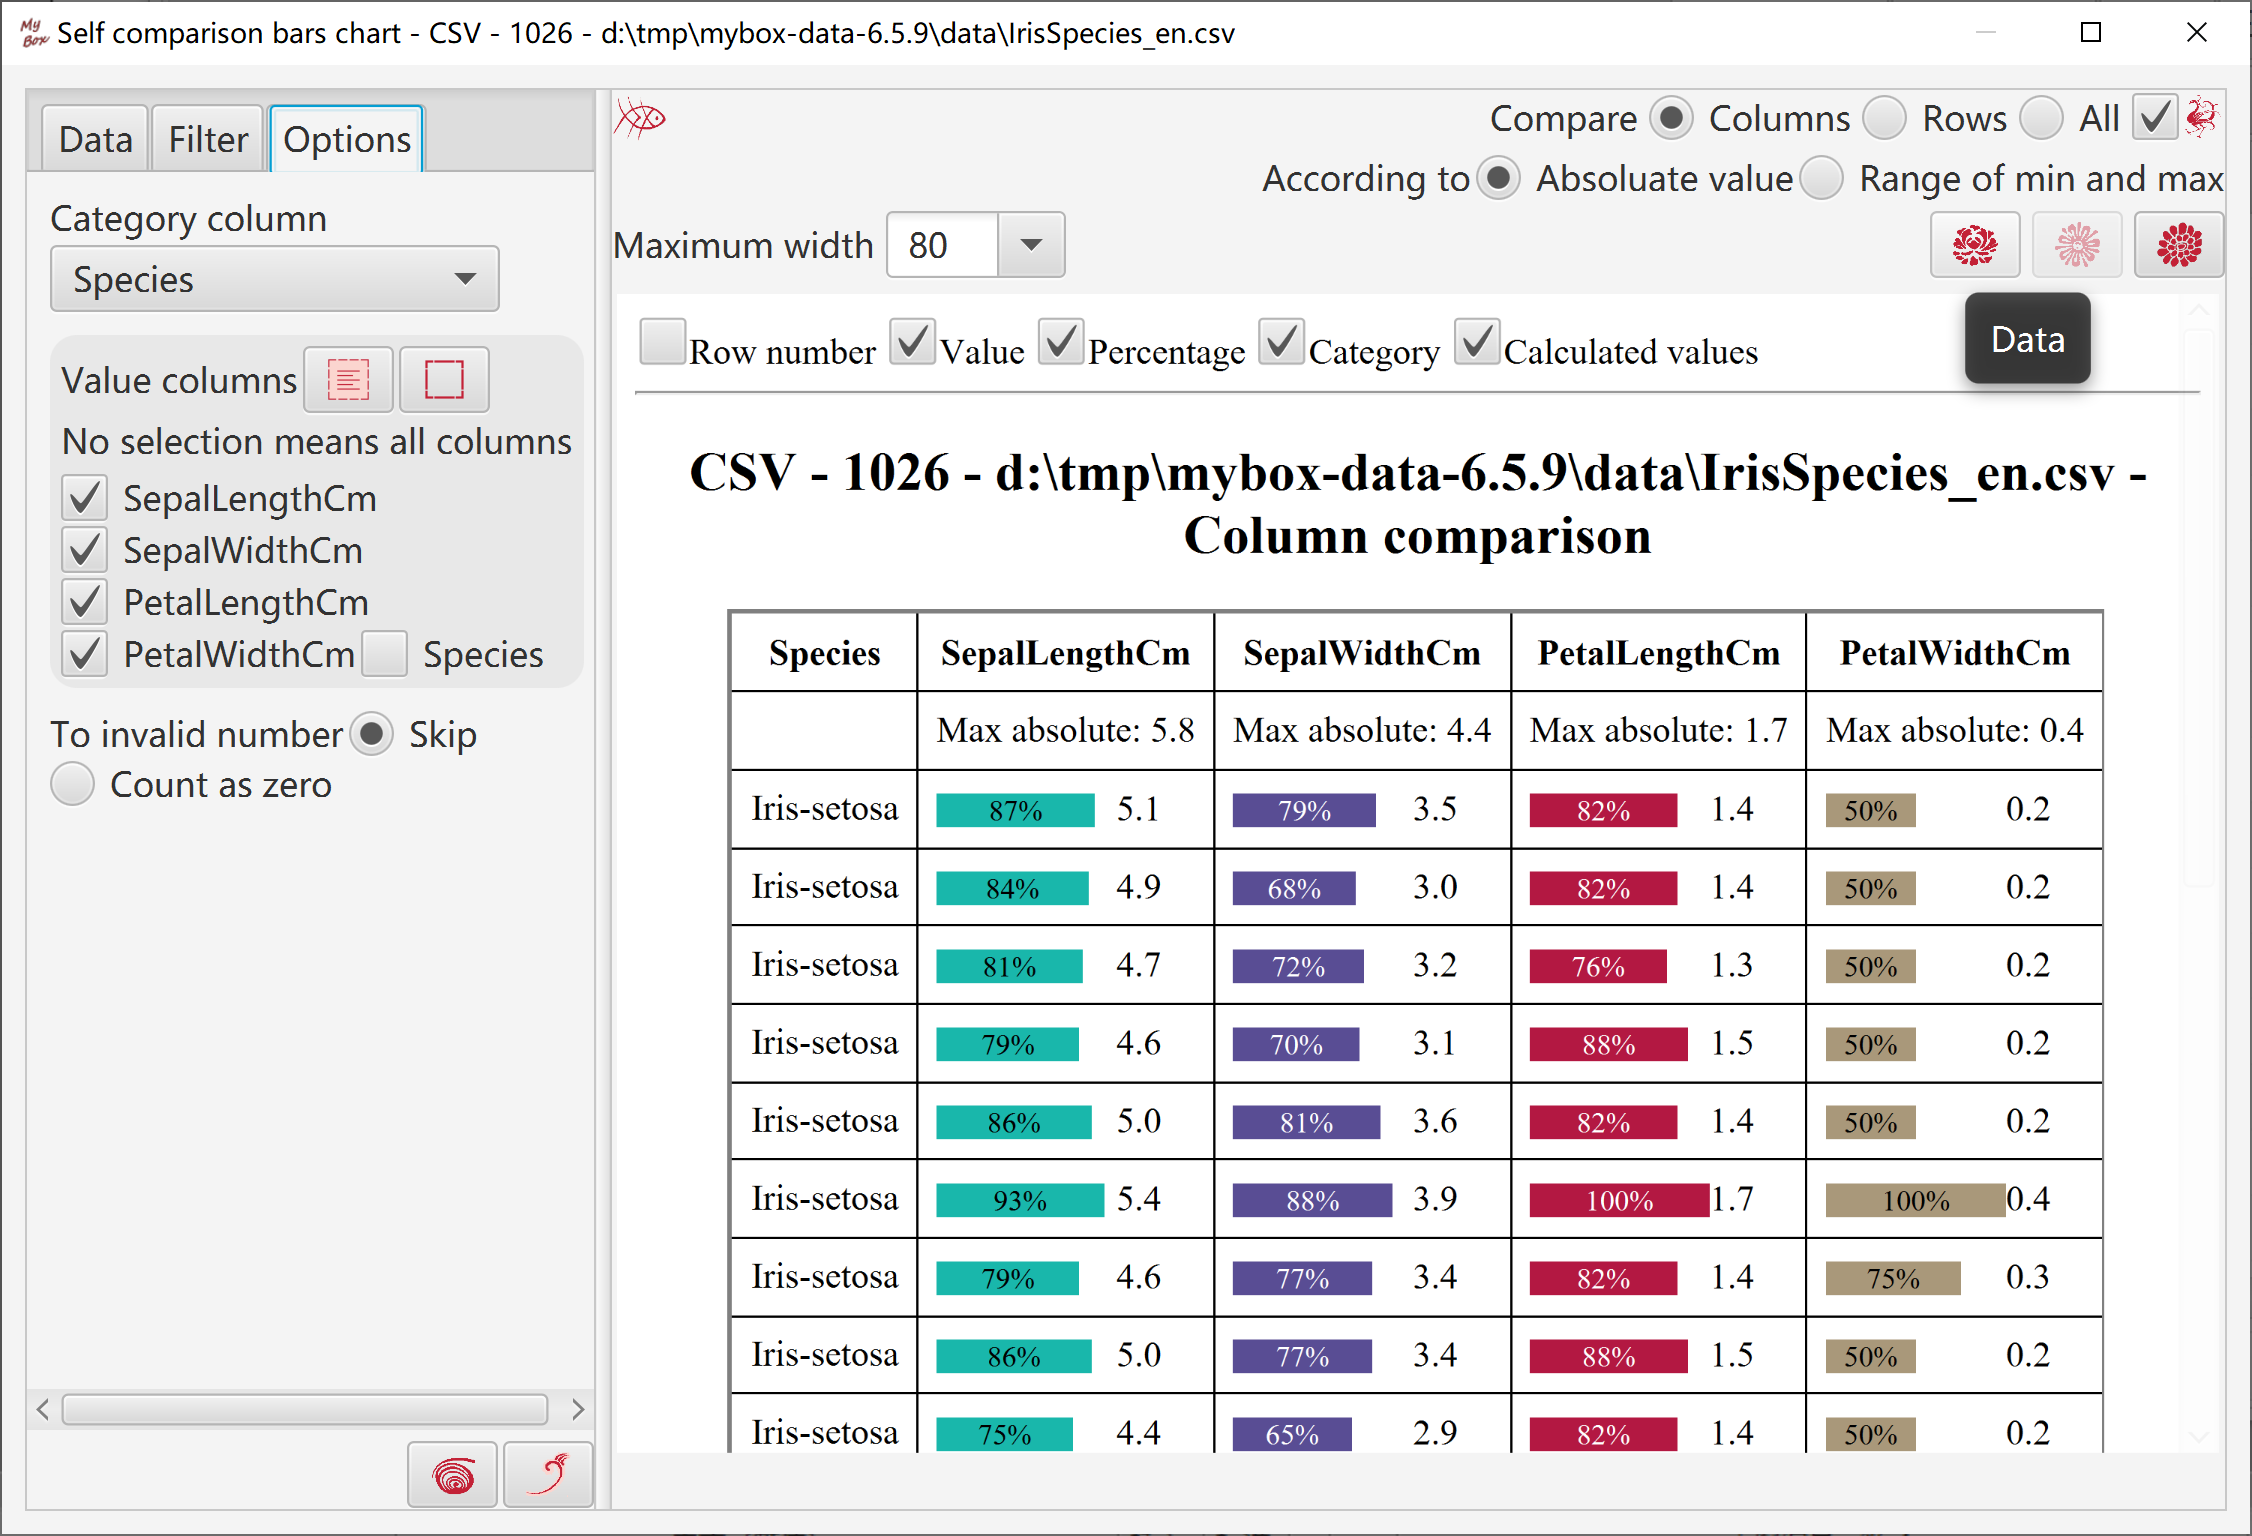 My Box Self comparison bars chart - CSV - 1026 - d:\tmp\mybox-data-6.5.9\data\IrisSpecies_en.csv
Data Filter Options
Category column
Species
Value columns
No selection means all columns
SepalLengthCm
SepalWidthCm
PetalLengthCm
PetalWidthCm Species
To invalid number Skip
Count as zero
Compare Columns Rows All
According to Absoluate value Range of min and max
Maximum width 80
Data
Row number Value Percentage Category Calculated values
CSV - 1026 - d:\tmp\mybox-data-6.5.9\data\IrisSpecies_en.csv -
Column comparison
Species SepalLengthCm SepalWidthCm PetalLengthCm PetalWidthCm
Max absolute: 5.8 Max absolute: 4.4 Max absolute: 1.7 Max absolute: 0.4
Iris-setosa 87% 5.1 79% 3.5 82% 1.4 50% 0.2
Iris-setosa 84% 4.9 68% 3.0 82% 1.4 50% 0.2
Iris-setosa 81% 4.7 72% 3.2 76% 1.3 50% 0.2
Iris-setosa 79% 4.6 70% 3.1 88% 1.5 50% 0.2
Iris-setosa 86% 5.0 81% 3.6 82% 1.4 50% 0.2
Iris-setosa 93% 5.4 88% 3.9 100% 1.7 100% 0.4
Iris-setosa 79% 4.6 77% 3.4 82% 1.4 75% 0.3
Iris-setosa 86% 5.0 77% 3.4 88% 1.5 50% 0.2
Iris-setosa 75% 4.4 65% 2.9 82% 1.4 50% 0.2